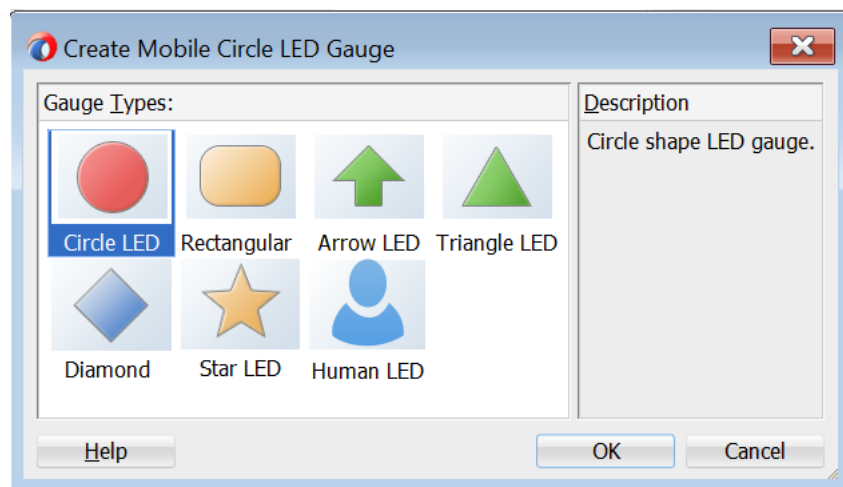 Create Mobile Circle LED Gauge
Gauge Types:
Description
Circle shape LED gauge.
Circle LED
Rectangular
Arrow LED
Triangle LED
Diamond
Star LED
Human LED
Help
OK
Cancel